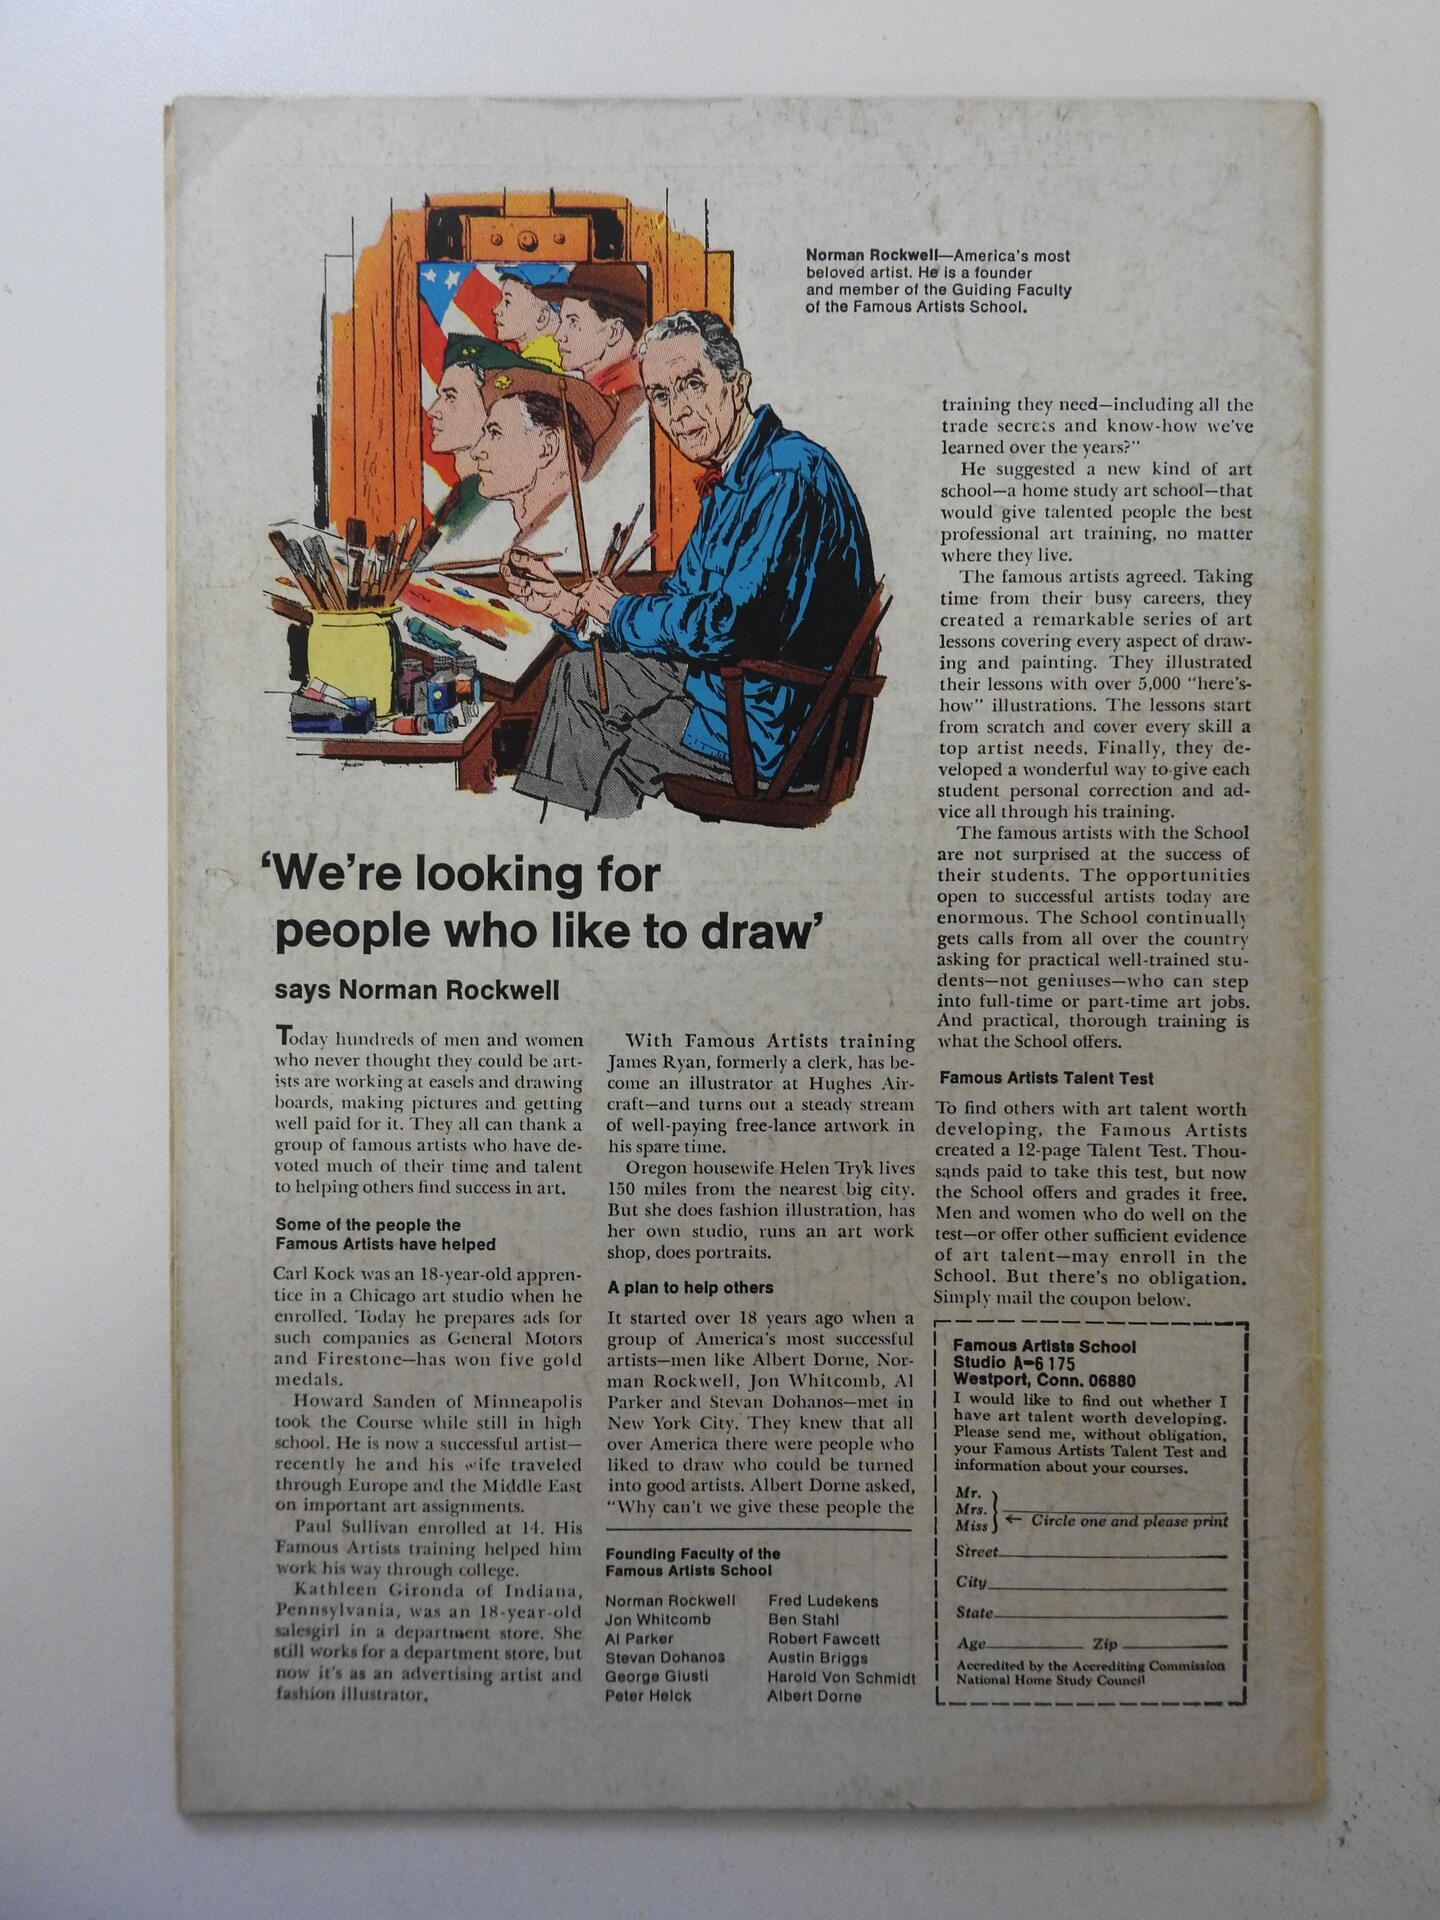 Norman Rockwell—America's most
beloved artist. He is a founder
and member of the Guiding Faculty
of the Famous Artists School.
'We're looking for
people who like to draw'
says Norman Rockwell
Today hundreds of men and women
who never thought they could be art-
ists are working at easels and drawing
boards, making pictures and getting
well paid for it. They all can thank a
group of famous artists who have de-
voted much of their time and talent
to helping others find success in art.
Some of the people the
Famous Artists have helped
Carl Kock was an 18-year-old appren-
tice in a Chicago art studio when he
enrolled. Today he prepares ads for
such companies as General Motors
and Firestone—has won five gold
medals.
Howard Sanden of Minneapolis
took the Course while still in high
school. He is now a successful artist—
recently he and his wife traveled
through Europe and the Middle East
on important art assignments.
Paul Sullivan enrolled at 14. His
Famous Artists training helped him
work his way through college.
Kathleen Gironda of Indiana,
Pennsylvania, was an 18-year-old
salesgirl in a department store. She
still works for a department store, but
now it's as an advertising artist and
fashion illustrator.
With Famous Artists training
James Ryan, formerly a clerk, has be-
come an illustrator at Hughes Air-
craft—and turns out a steady stream
of well-paying free-lance artwork in
his spare time.
Oregon housewife Helen Tryk lives
150 miles from the nearest big city.
But she does fashion illustration, has
her own studio, runs an art work
shop, does portraits.
A plan to help others
It started over 18 years ago when a
group of America's most successful
artists—men like Albert Dorne, Nor-
man Rockwell, Jon Whitcomb, Al
Parker and Stevan Dohanos—met in
New York City. They knew that all
over America there were people who
liked to draw who could be turned
into good artists. Albert Dorne asked,
"Why can't we give these people the
Founding Faculty of the
Famous Artists School
Norman Rockwell
Jon Whitcomb
Al Parker
Stevan Dohanos
George Giusti
Peter Helck
Fred Ludekens
Ben Stahl
Robert Fawcett
Austin Briggs
Harold Von Schmidt
Albert Dorne
training they need—including all the
trade secrets and know-how we've
learned over the years?"
He suggested a new kind of art
school—a home study art school—that
would give talented people the best
professional art training, no matter
where they live.
The famous artists agreed. Taking
time from their busy careers, they
created a remarkable series of art
lessons covering every aspect of draw-
ing and painting. They illustrated
their lessons with over 5,000 "here's-
how" illustrations. The lessons start
from scratch and cover every skill a
top artist needs. Finally, they de-
veloped a wonderful way to give each
student personal correction and ad-
vice all through his training.
The famous artists with the School
are not surprised at the success of
their students. The opportunities
open to successful artists today are
enormous. The School continually
gets calls from all over the country
asking for practical well-trained stu-
dents—not geniuses—who can step
into full-time or part-time art jobs.
And practical, thorough training is
what the School offers.
Famous Artists Talent Test
To find others with art talent worth
developing, the Famous Artists
created a 12-page Talent Test. Thou-
sands paid to take this test, but now
the School offers and grades it free.
Men and women who do well on the
test—or offer other sufficient evidence
of art talent—may enroll in the
School. But there's no obligation.
Simply mail the coupon below.
Famous Artists School
Studio A-6175
Westport, Conn. 06880
I would like to find out whether I
have art talent worth developing.
Please send me, without obligation,
your Famous Artists Talent Test and
information about your courses.
Mr.
Mrs.
Miss ← Circle one and please print
Street
City
State
Age Zip
Accredited by the Accrediting Commission
National Home Study Council